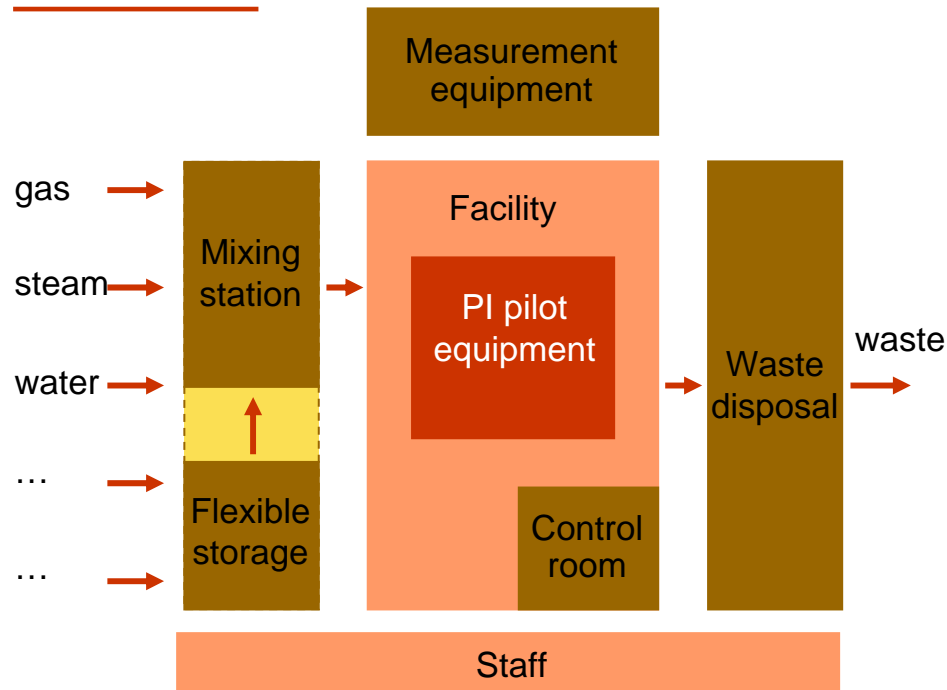 Measurement
equipment
gas
steam
water
…
…
Mixing
station
Flexible
storage
Facility
PI pilot
equipment
Control
room
Waste
disposal
waste
Staff